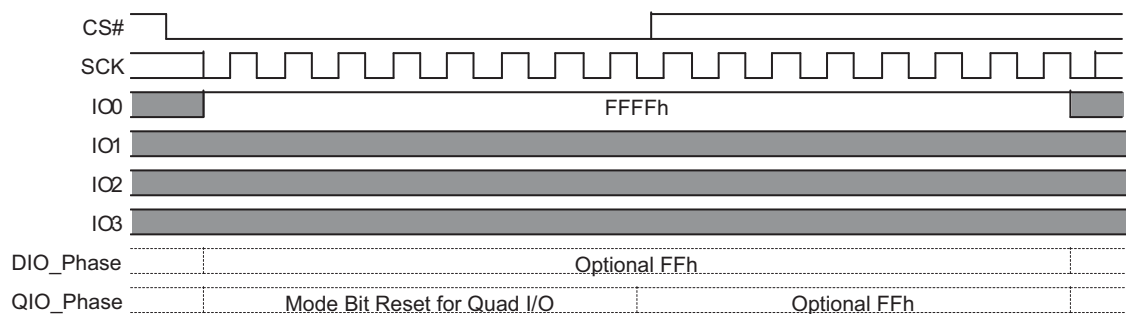 CS#
SCK
IO0
FFFFh
IO1
IO2
IO3
DIO_Phase Optional FFh
QIO_Phase Mode Bit Reset for Quad I/O Optional FFh